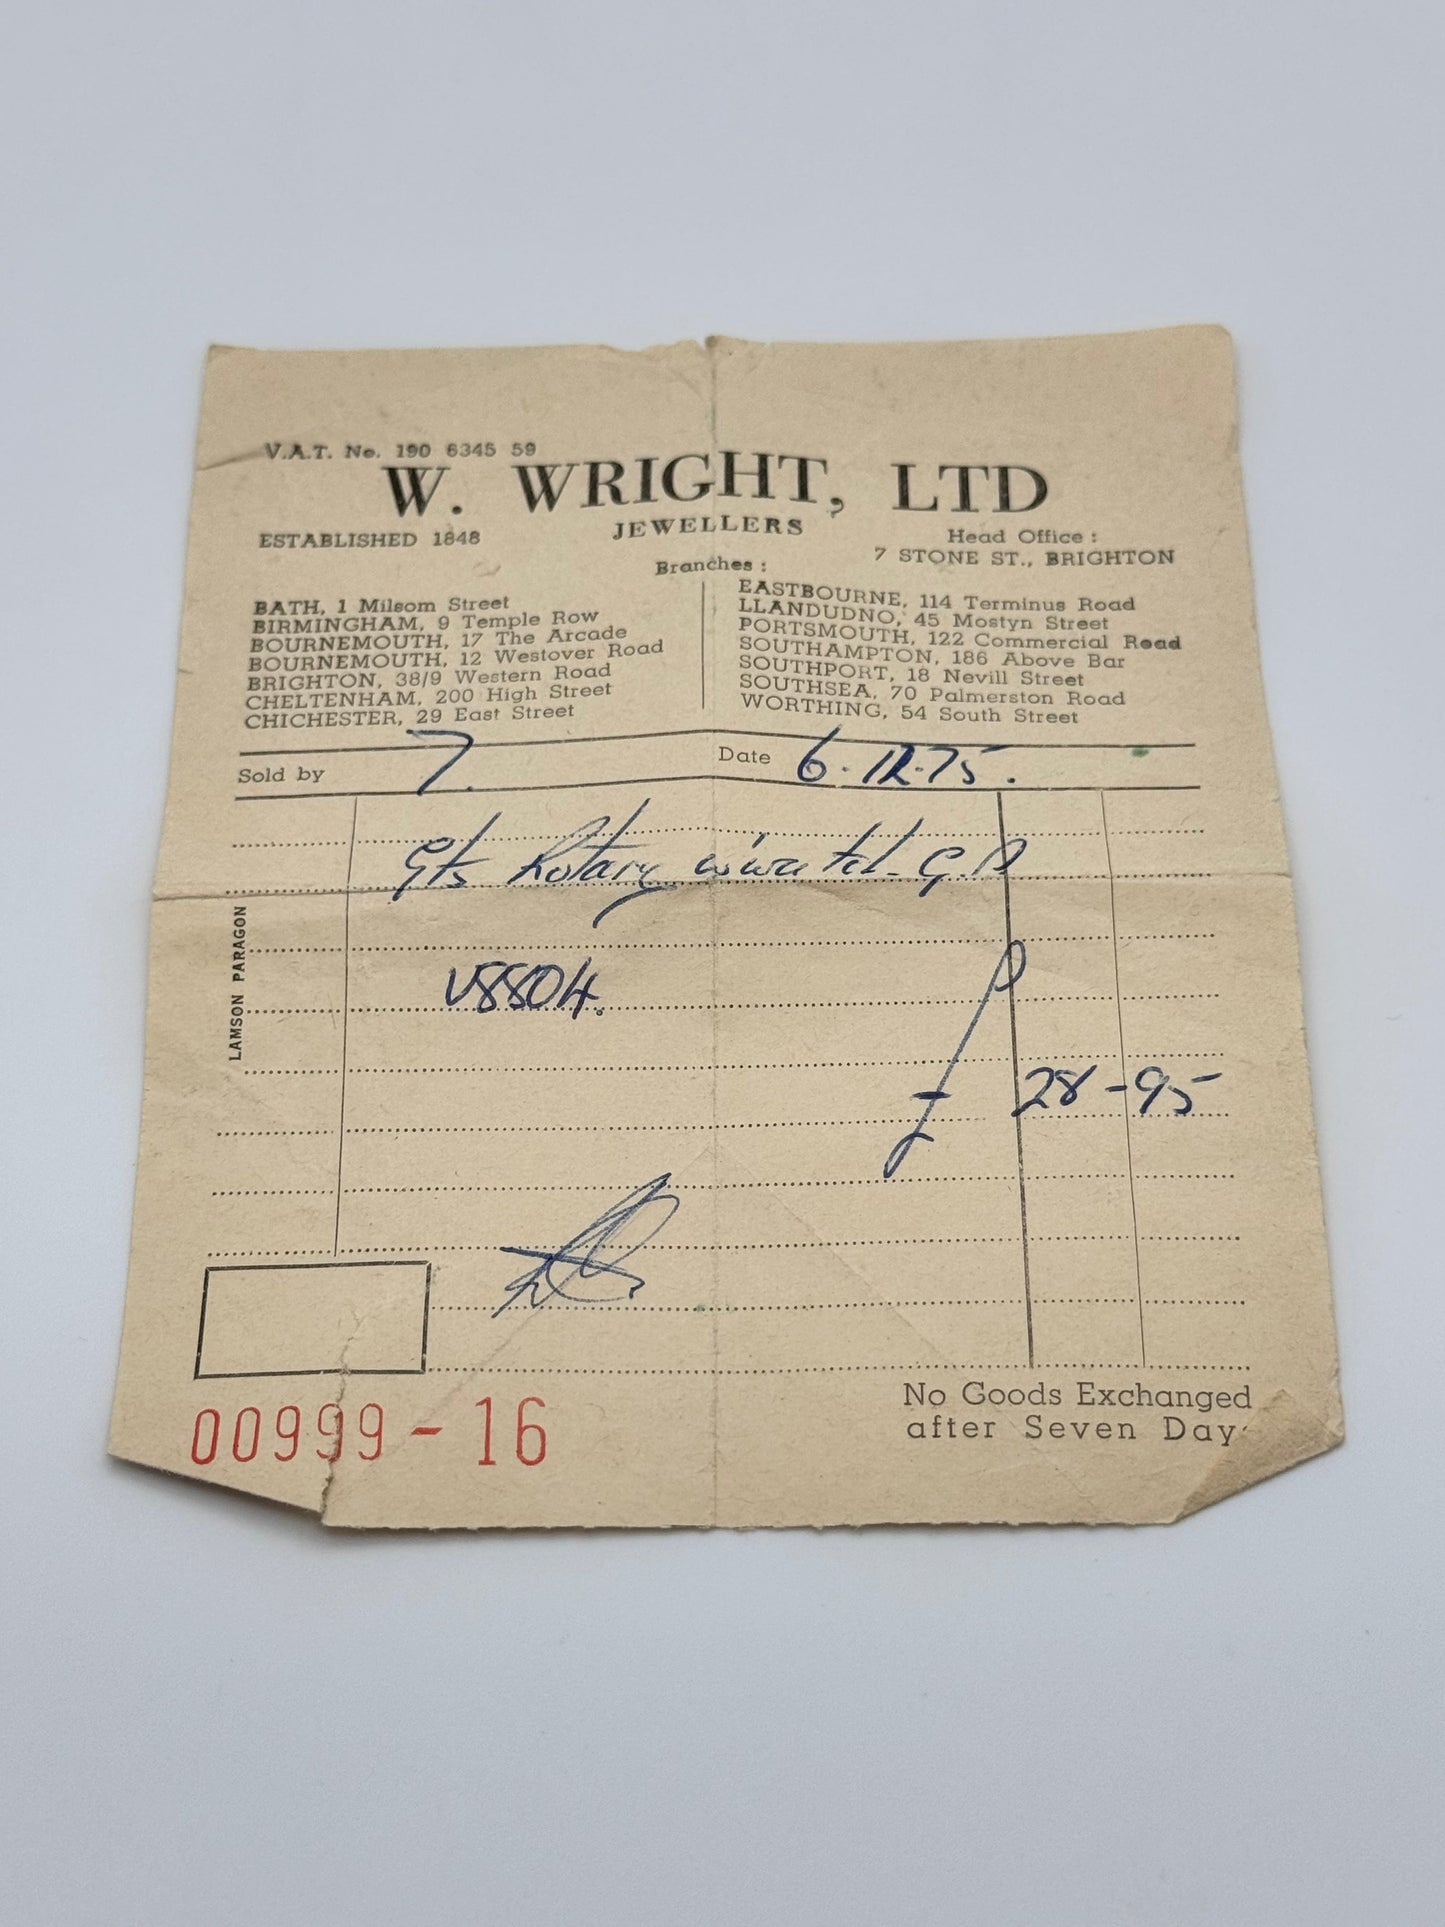 V.A.T. No. 190 6345 59
W. WRIGHT, LTD
JEWELLERS
ESTABLISHED 1848
Head Office :
7 STONE ST., BRIGHTON
Branches :
BATH, 1 Milsom Street
BIRMINGHAM, 9 Temple Row
BOURNEMOUTH, 17 The Arcade
BOURNEMOUTH, 12 Westover Road
BRIGHTON, 38/9 Western Road
CHELTENHAM, 200 High Street
CHICHESTER, 29 East Street
EASTBOURNE, 114 Terminus Road
LLANDUDNO, 45 Mostyn Street
PORTSMOUTH, 122 Commercial Road
SOUTHAMPTON, 186 Above Bar
SOUTHPORT, 18 Nevill Street
SOUTHSEA, 70 Palmerston Road
WORTHING, 54 South Street
Sold by 7. Date 6.12.75.
Gts Rotary w'watch G.P
LAMSON PARAGON
V8804.
£ 28-95
00999-16
No Goods Exchanged
after Seven Days